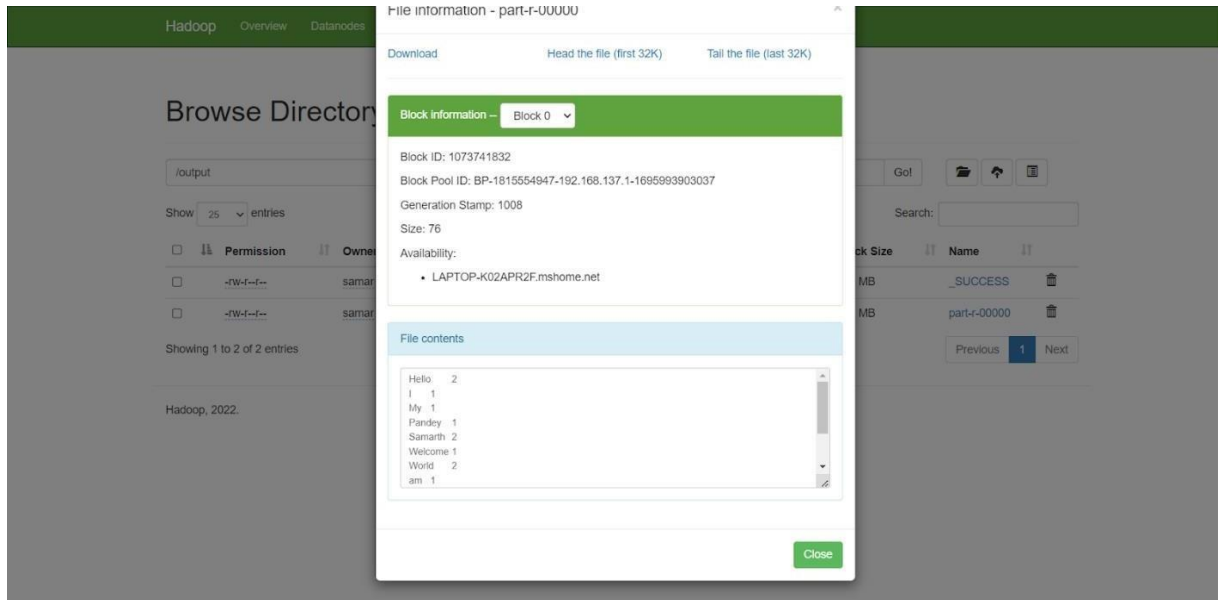 Hadoop Overview Datanodes
File information - part-r-00000 ×
Download Head the file (first 32K) Tail the file (last 32K)
Browse Directory
Block information -- Block 0
Block ID: 1073741832
Block Pool ID: BP-1815554947-192.168.137.1-1695993903037
Generation Stamp: 1008
Size: 76
Availability:
• LAPTOP-K02APR2F.mshome.net
/output Go!
Show 25 entries Search:
Permission Owner ck Size Name
-rw-r--r-- samar MB _SUCCESS
-rw-r--r-- samar MB part-r-00000
Showing 1 to 2 of 2 entries Previous 1 Next
File contents
Hello 2
I 1
My 1
Pandey 1
Samarth 2
Welcome 1
World 2
am 1
Hadoop, 2022.
Close